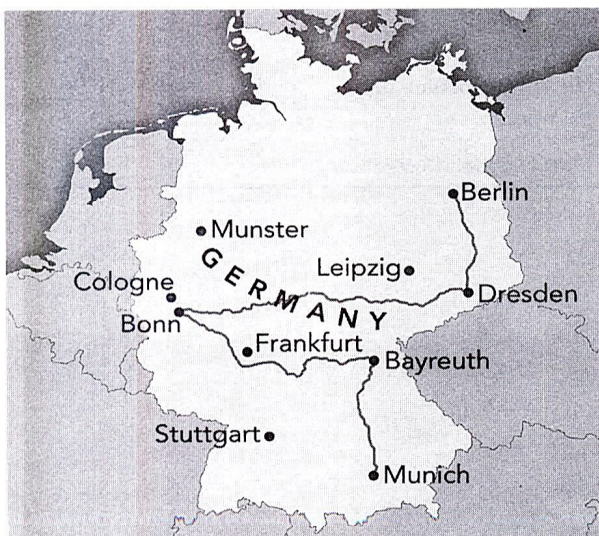 Berlin
Munster
GERMANY
Leipzig
Cologne
Dresden
Bonn
Frankfurt
Bayreuth
Stuttgart
Munich